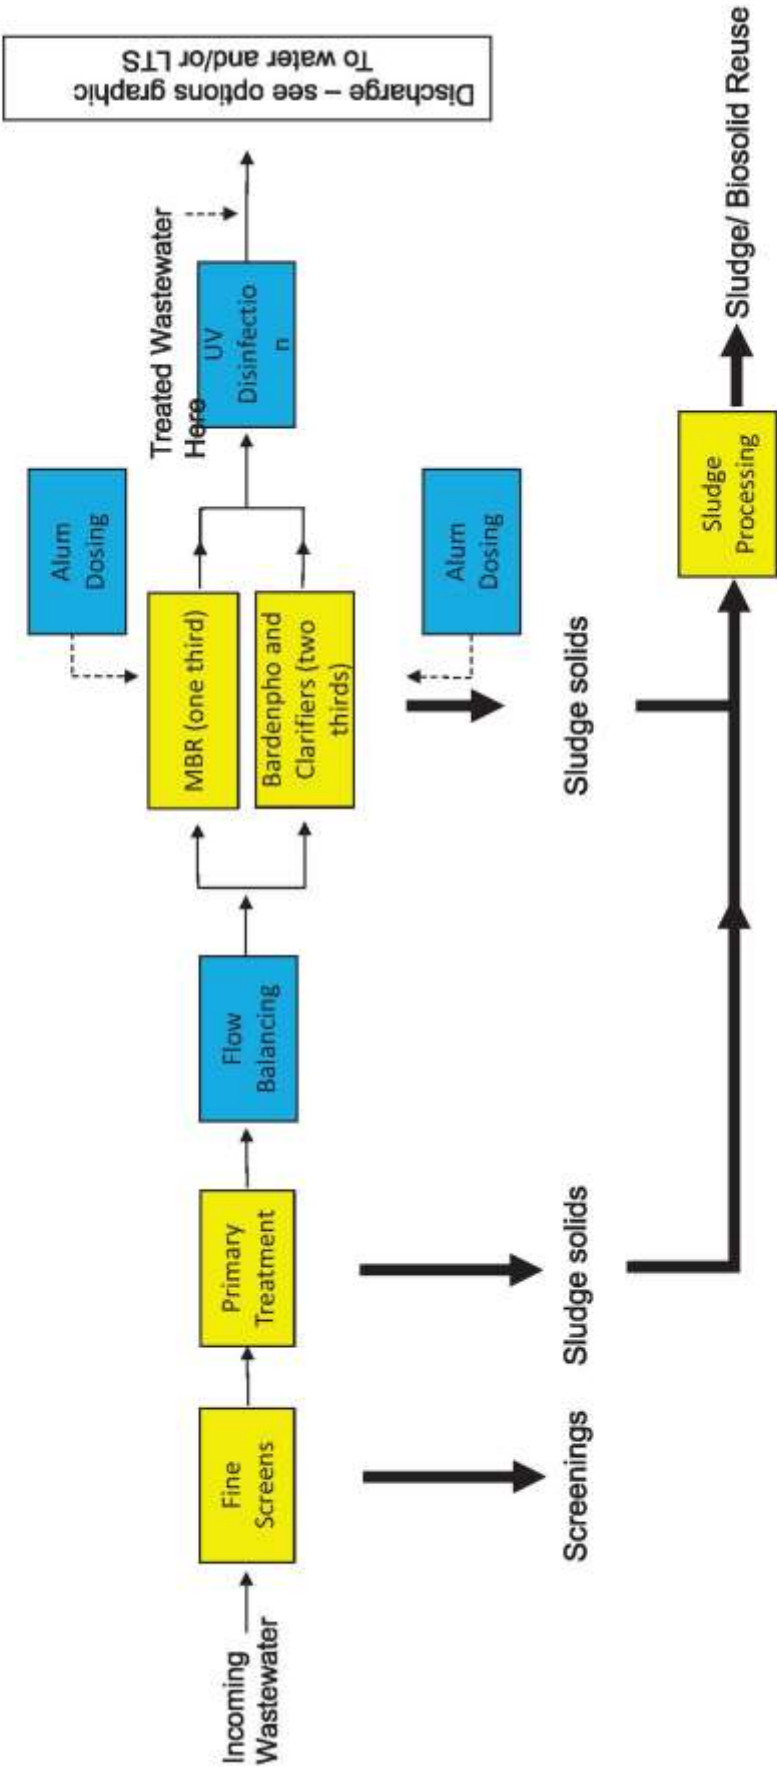 Incoming
Wastewater
Fine
Screens
Primary
Treatment
Flow
Balancing
MBR (one third)
Bardenpho and
Clarifiers (two
thirds)
Alum
Dosing
Alum
Dosing
Treated Wastewater
Here
UV
Disinfectio
n
Discharge – see options graphic
To water and/or LTS
Screenings
Sludge solids
Sludge solids
Sludge
Processing
Sludge/ Biosolid Reuse